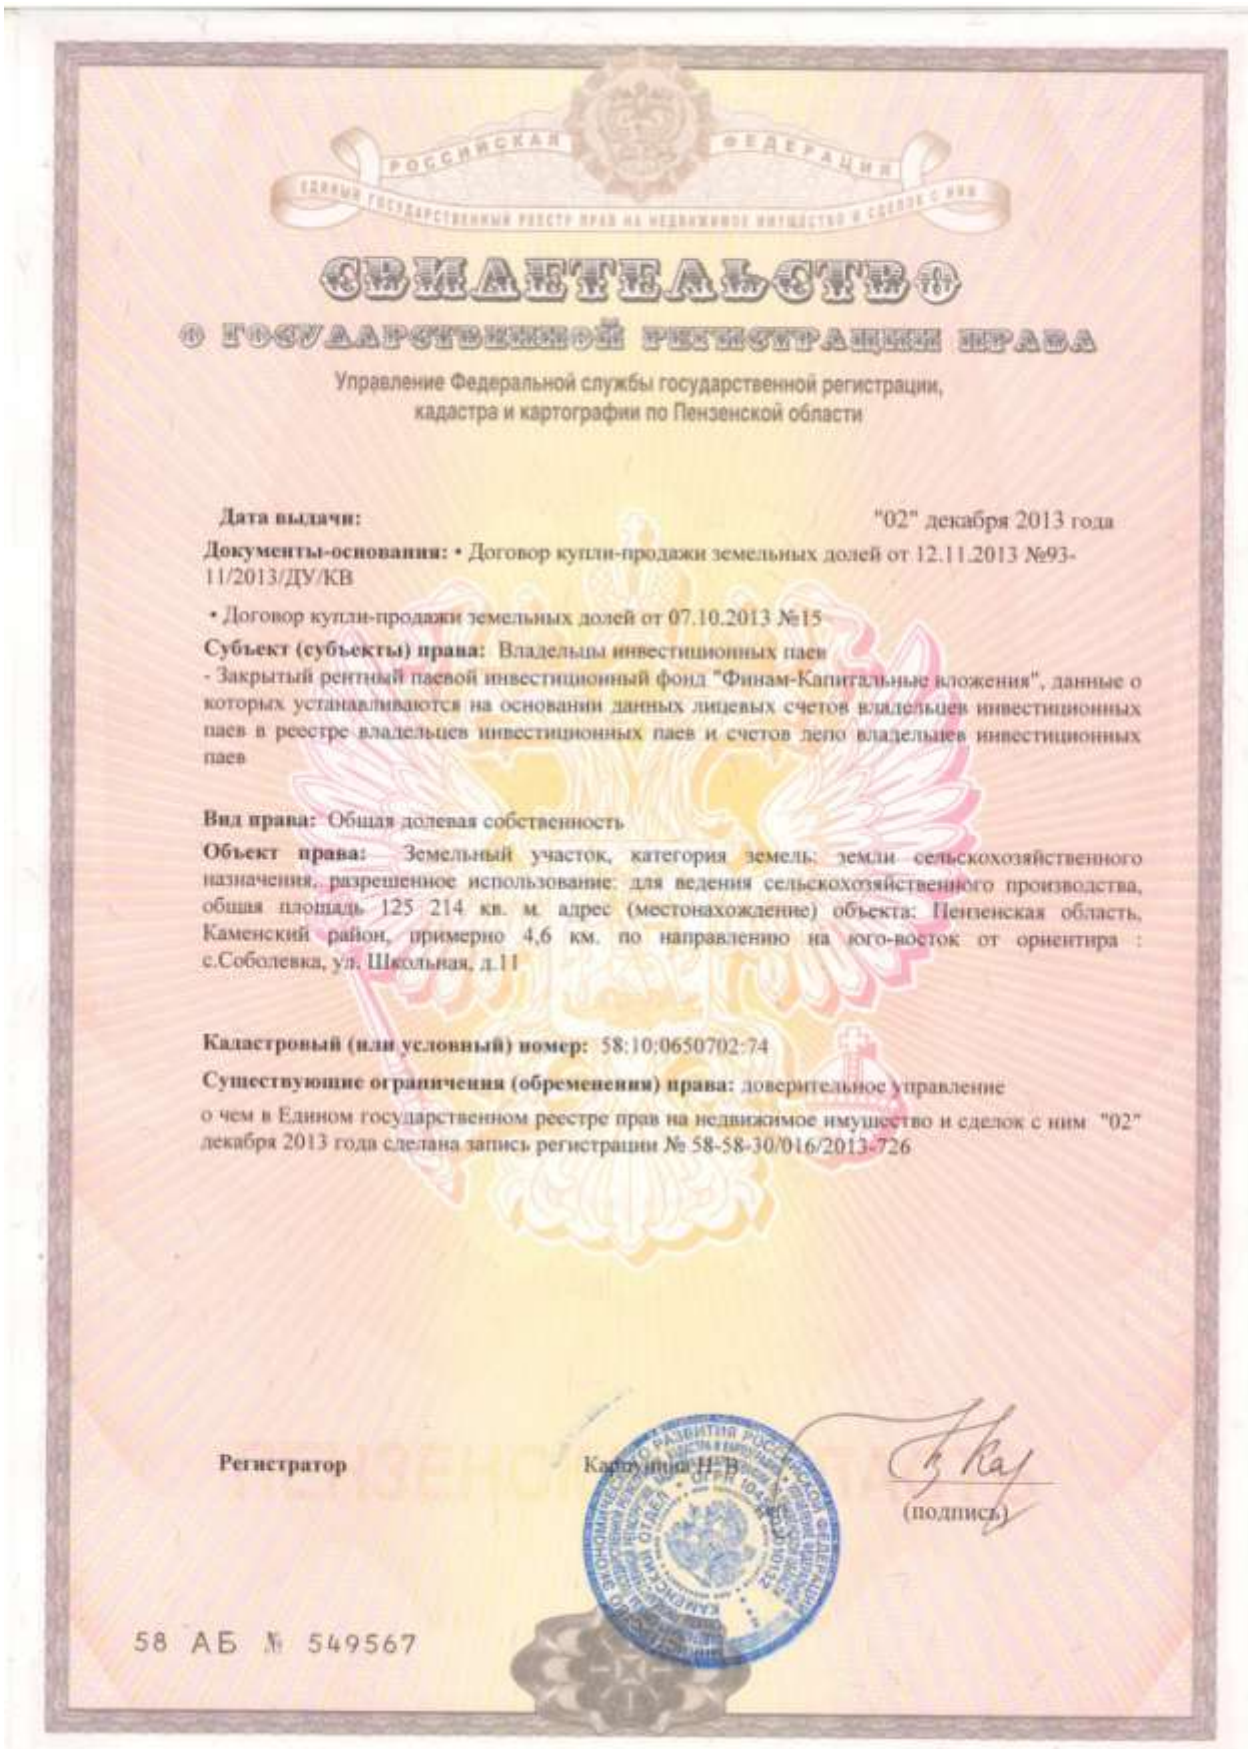 РОССИЙСКАЯ ФЕДЕРАЦИЯ
ЕДИНЫЙ ГОСУДАРСТВЕННЫЙ РЕЕСТР ПРАВ НА НЕДВИЖИМОЕ ИМУЩЕСТВО И СДЕЛОК С НИМ
СВИДЕТЕЛЬСТВО
О ГОСУДАРСТВЕННОЙ РЕГИСТРАЦИИ ПРАВА
Управление Федеральной службы государственной регистрации,
кадастра и картографии по Пензенской области
Дата выдачи: "02" декабря 2013 года
Документы-основания: • Договор купли-продажи земельных долей от 12.11.2013 №93-
11/2013/ДУ/КВ
• Договор купли-продажи земельных долей от 07.10.2013 №15
Субъект (субъекты) права: Владельцы инвестиционных паев
- Закрытый рентный паевой инвестиционный фонд "Финам-Капитальные вложения", данные о
которых устанавливаются на основании данных лицевых счетов владельцев инвестиционных
паев в реестре владельцев инвестиционных паев и счетов депо владельцев инвестиционных
паев
Вид права: Общая долевая собственность
Объект права: Земельный участок, категория земель: земли сельскохозяйственного
назначения, разрешенное использование: для ведения сельскохозяйственного производства,
общая площадь 125 214 кв. м. адрес (местонахождение) объекта: Пензенская область,
Каменский район, примерно 4,6 км. по направлению на юго-восток от ориентира :
с.Соболевка, ул. Школьная, д.11
Кадастровый (или условный) номер: 58:10:0650702:74
Существующие ограничения (обременения) права: доверительное управление
о чем в Едином государственном реестре прав на недвижимое имущество и сделок с ним "02"
декабря 2013 года сделана запись регистрации № 58-58-30/016/2013-726
Регистратор
(подпись)
КАМЕНСКИЙ ОТДЕЛ
58 АБ № 549567